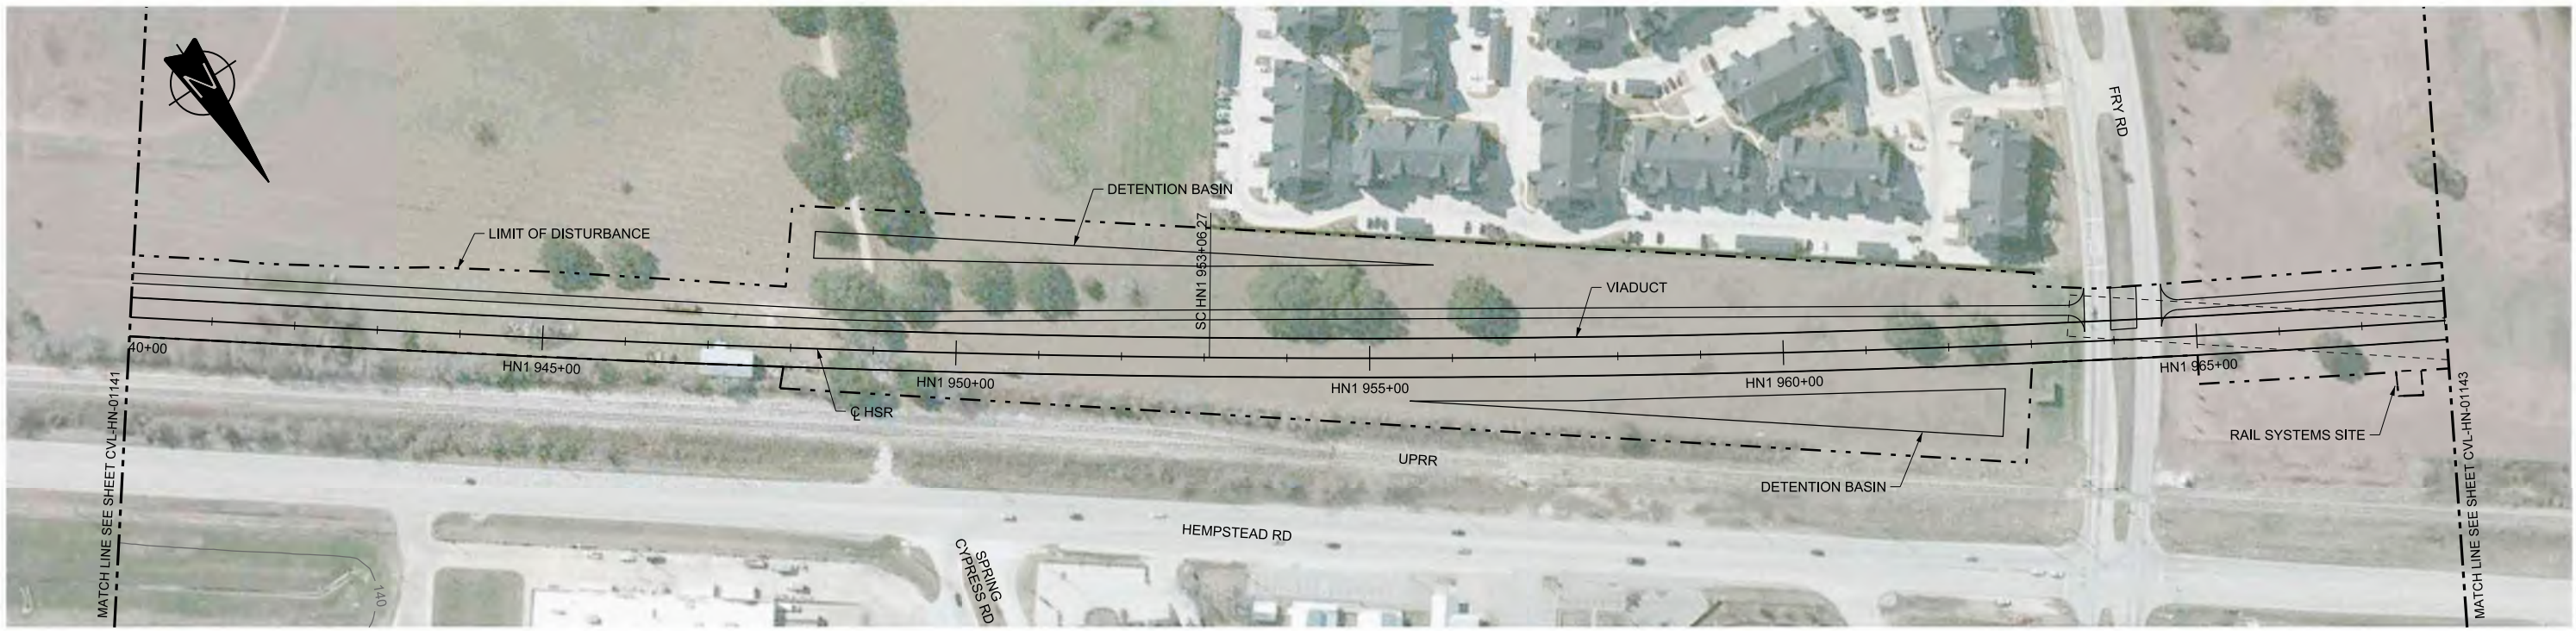 N
FRY RD
DETENTION BASIN
LIMIT OF DISTURBANCE
SC HN1 953+06.27
VIADUCT
40+00
HN1 945+00
HN1 950+00
HN1 955+00
HN1 960+00
HN1 965+00
℄ HSR
UPRR
RAIL SYSTEMS SITE
DETENTION BASIN
HEMPSTEAD RD
SPRING
CYPRESS RD
140
MATCH LINE SEE SHEET CVL-HN-01141
MATCH LINE SEE SHEET CVL-HN-01143